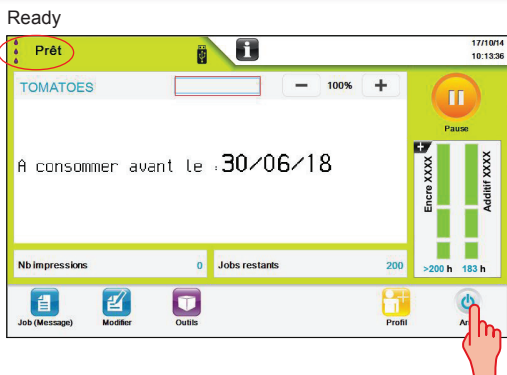 Ready
Prêt
17/10/14
10:13:36
TOMATOES
100%
Pause
A consommer avant le : 30/06/18
Encre XXXX
Additif XXXX
Nb impressions 0
Jobs restants 200
>200 h 183 h
Job (Message)
Modifier
Outils
Profil